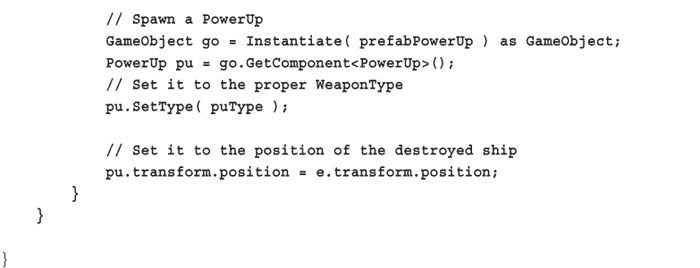 // Spawn a PowerUp
GameObject go = Instantiate( prefabPowerUp ) as GameObject;
PowerUp pu = go.GetComponent<PowerUp>();
// Set it to the proper WeaponType
pu.SetType( puType );

// Set it to the position of the destroyed ship
pu.transform.position = e.transform.position;
}
}

}